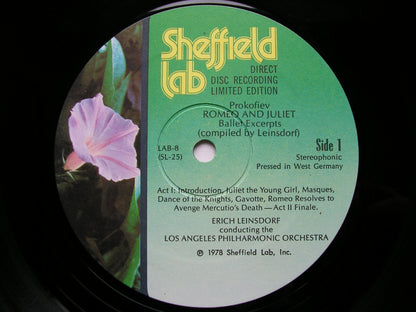 Sheffield
Lab
DIRECT
DISC RECORDING
LIMITED EDITION
Prokofiev
ROMEO AND JULIET
Ballet Excerpts
(compiled by Leinsdorf)
LAB-8
(SL-25)
Side 1
Stereophonic
Pressed in West Germany
Act I: Introduction, Juliet the Young Girl, Masques,
Dance of the Knights, Gavotte, Romeo Resolves to
Avenge Mercutio's Death — Act II Finale.
ERICH LEINSDORF
conducting the
LOS ANGELES PHILHARMONIC ORCHESTRA
℗ 1978 Sheffield Lab, Inc.